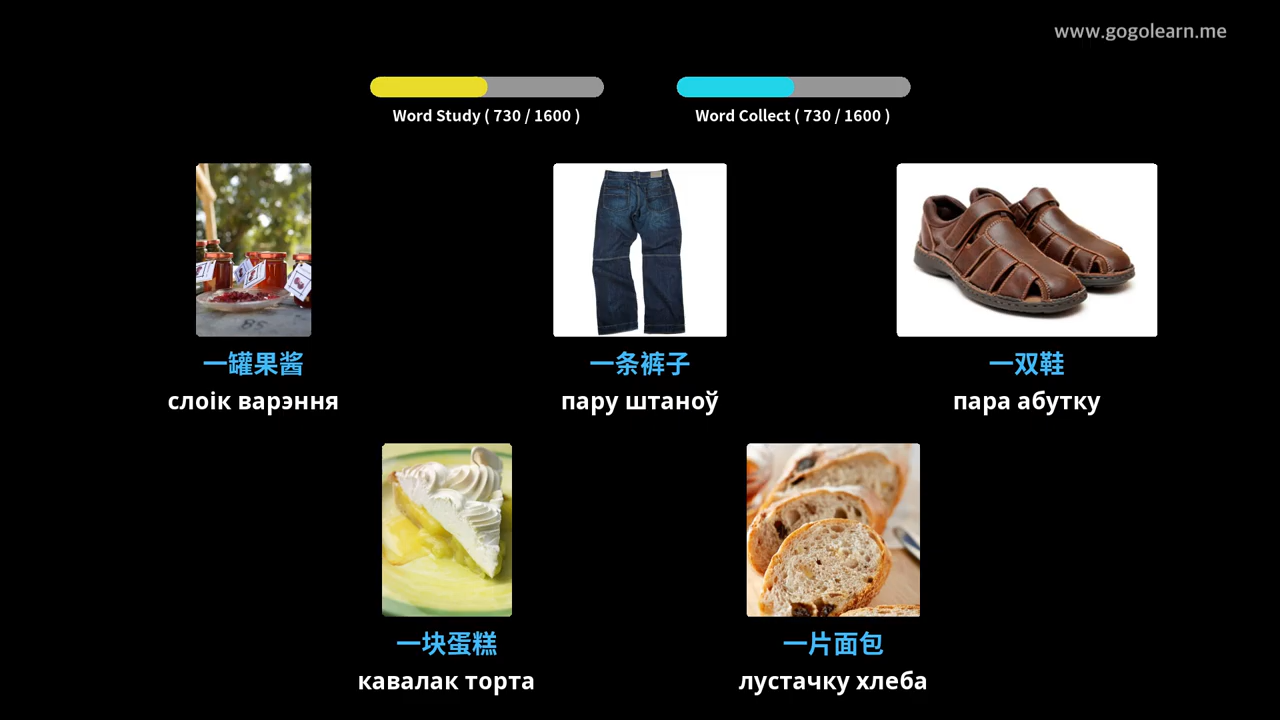 www.gogolearn.me
Word Study ( 730 / 1600 )
Word Collect ( 730 / 1600 )
一罐果酱
слоік варэння
一条裤子
пару штаноў
一双鞋
пара абутку
一块蛋糕
кавалак торта
一片面包
лустачку хлеба